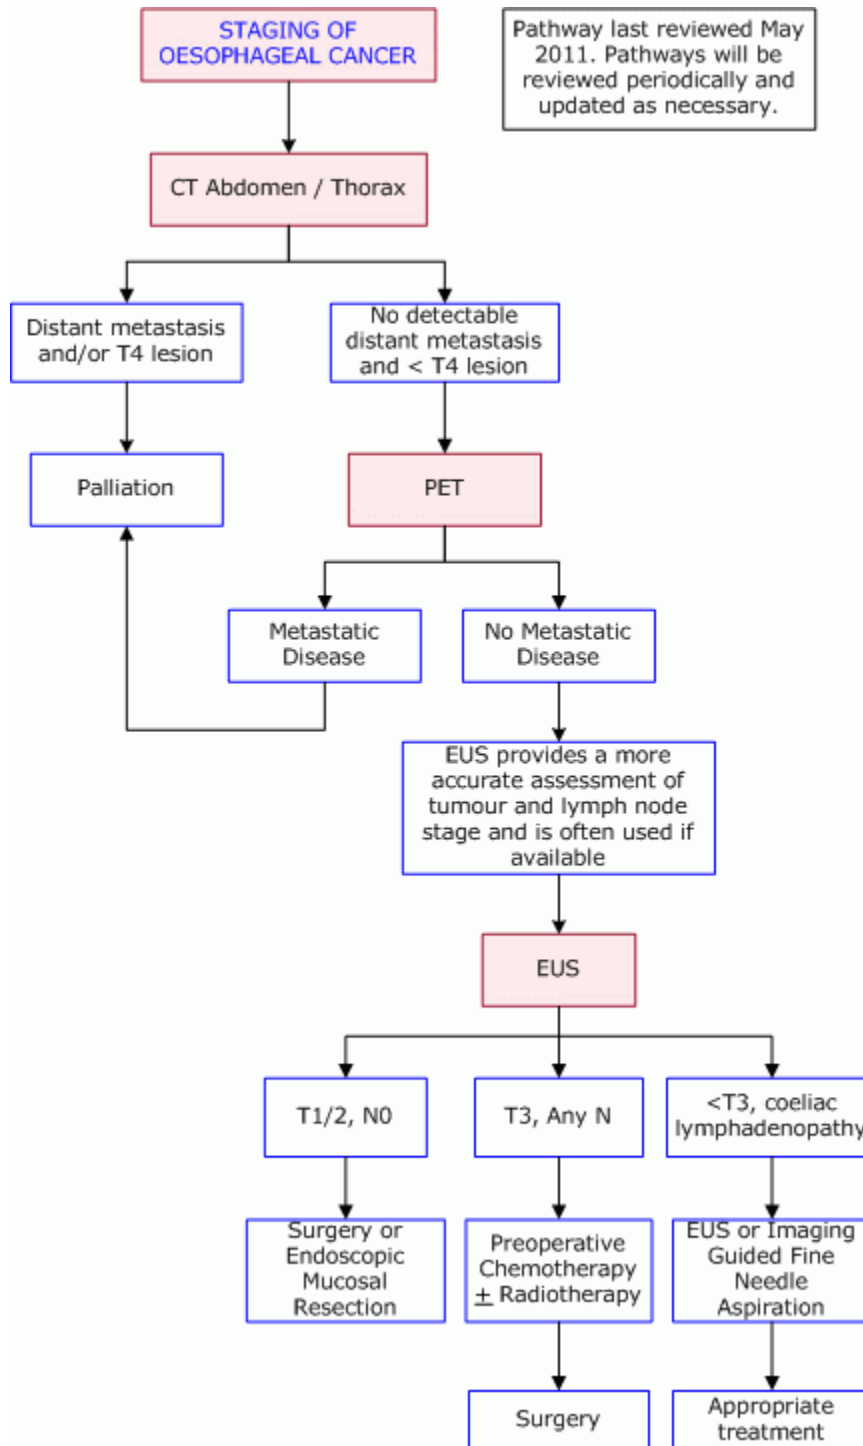 STAGING OF
OESOPHAGEAL CANCER
Pathway last reviewed May
2011. Pathways will be
reviewed periodically and
updated as necessary.
CT Abdomen / Thorax
Distant metastasis
and/or T4 lesion
No detectable
distant metastasis
and < T4 lesion
Palliation
PET
Metastatic
Disease
No Metastatic
Disease
EUS provides a more
accurate assessment of
tumour and lymph node
stage and is often used if
available
EUS
T1/2, N0
T3, Any N
<T3, coeliac
lymphadenopathy
Surgery or
Endoscopic
Mucosal
Resection
Preoperative
Chemotherapy
± Radiotherapy
EUS or Imaging
Guided Fine
Needle
Aspiration
Surgery
Appropriate
treatment